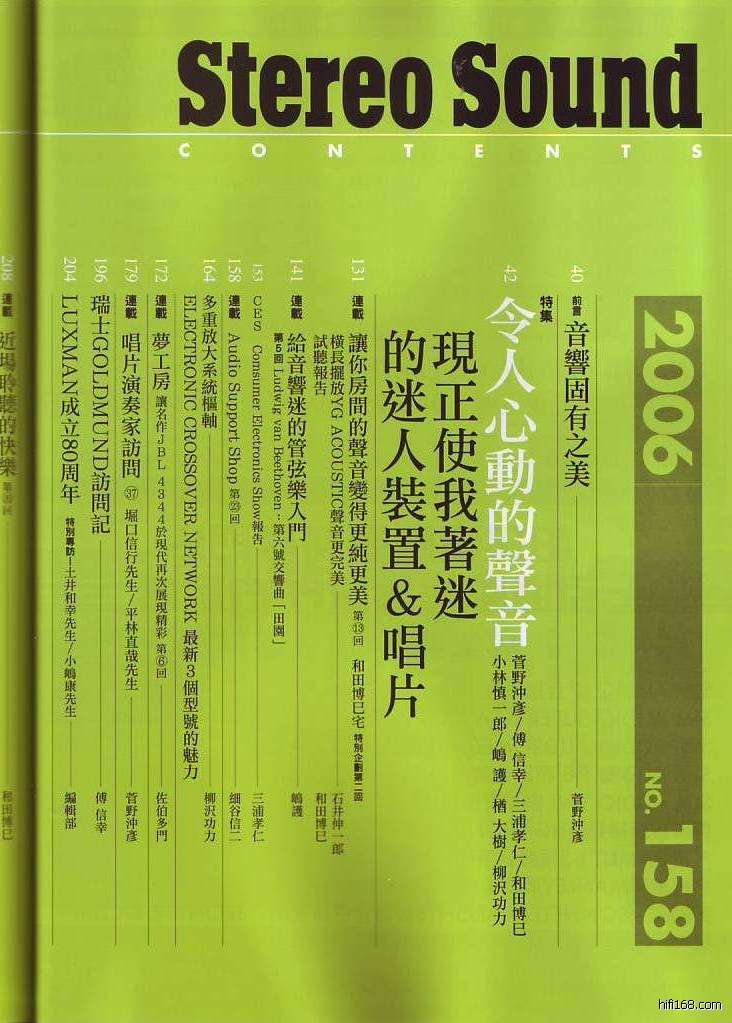 Stereo Sound
CONTENTS
2006
NO. 158
40 前言 音響固有之美 菅野沖彥
特集
42 令人心動的聲音
菅野沖彥/傅 信幸/三浦孝仁/和田博巳
小林慎一郎/嶋 護/楢 大樹/柳沢功力
現正使我著迷
的迷人裝置&唱片
131 連載 讓你房間的聲音變得更純更美 第⑬回 和田博巳宅 特別企劃第二回
橫長擺放YG ACOUSTIC聲音更完美 石井伸一郎
試聽報告 和田博巳
141 連載 給音響迷的管弦樂入門 嶋護
第5回 Ludwig van Beethoven:第六號交響曲「田園」
153 CES Comsumer Electronics Show報告 三浦孝仁
158 連載 Audio Support Shop 第㉓回 細谷信二
164 多重放大系統樞軸 柳沢功力
ELECTRONIC CROSSOVER NETWORK 最新3個型號的魅力
172 連載 夢工房 讓名作JBL 4344於現代再次展現精彩 第⑥回 佐伯多門
179 連載 唱片演奏家訪問 ㊲ 堀口信行先生/平林直哉先生 菅野沖彥
196 瑞士GOLDMUND訪問記 傅 信幸
204 LUXMAN成立80周年 特別專訪—土井和幸先生/小嶋康先生 編輯部
208 連載 近場聆聽的快樂 和田博巳
hifi168.com